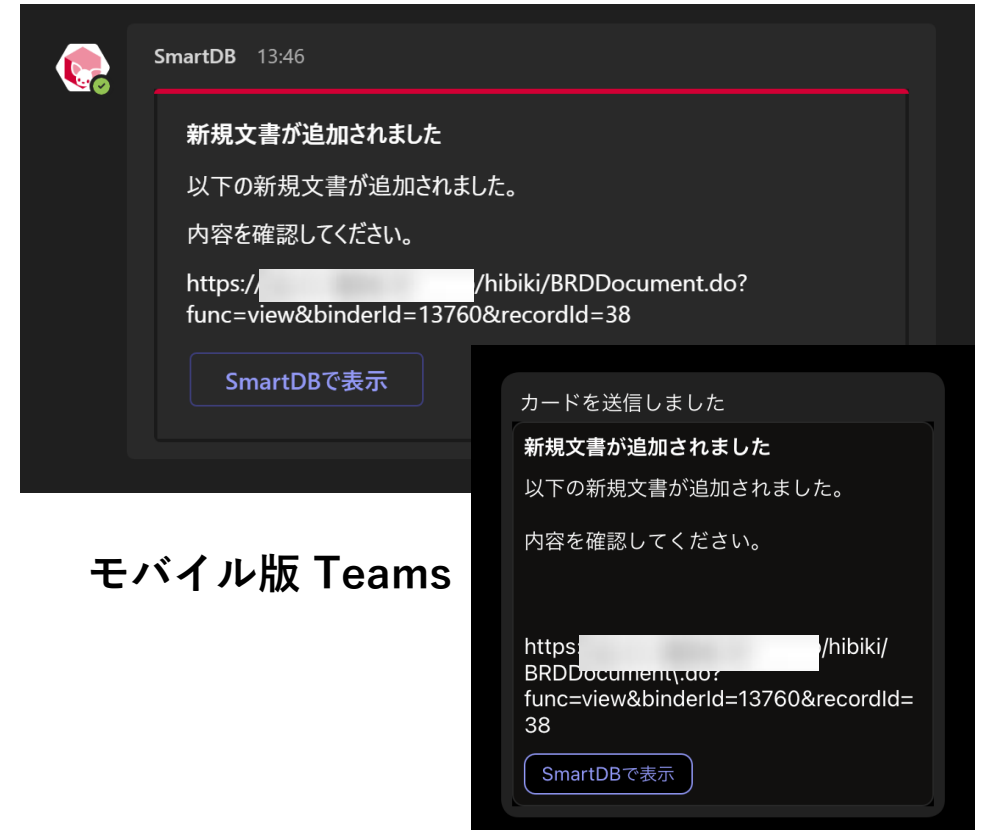 SmartDB 13:46
新規文書が追加されました
以下の新規文書が追加されました。
内容を確認してください。
https:// /hibiki/BRDDocument.do?
func=view&binderId=13760&recordId=38
SmartDBで表示
モバイル版 Teams
カードを送信しました
新規文書が追加されました
以下の新規文書が追加されました。
内容を確認してください。
https: /hibiki/
BRDDocument\.do?
func=view&binderId=13760&recordId=
38
SmartDBで表示